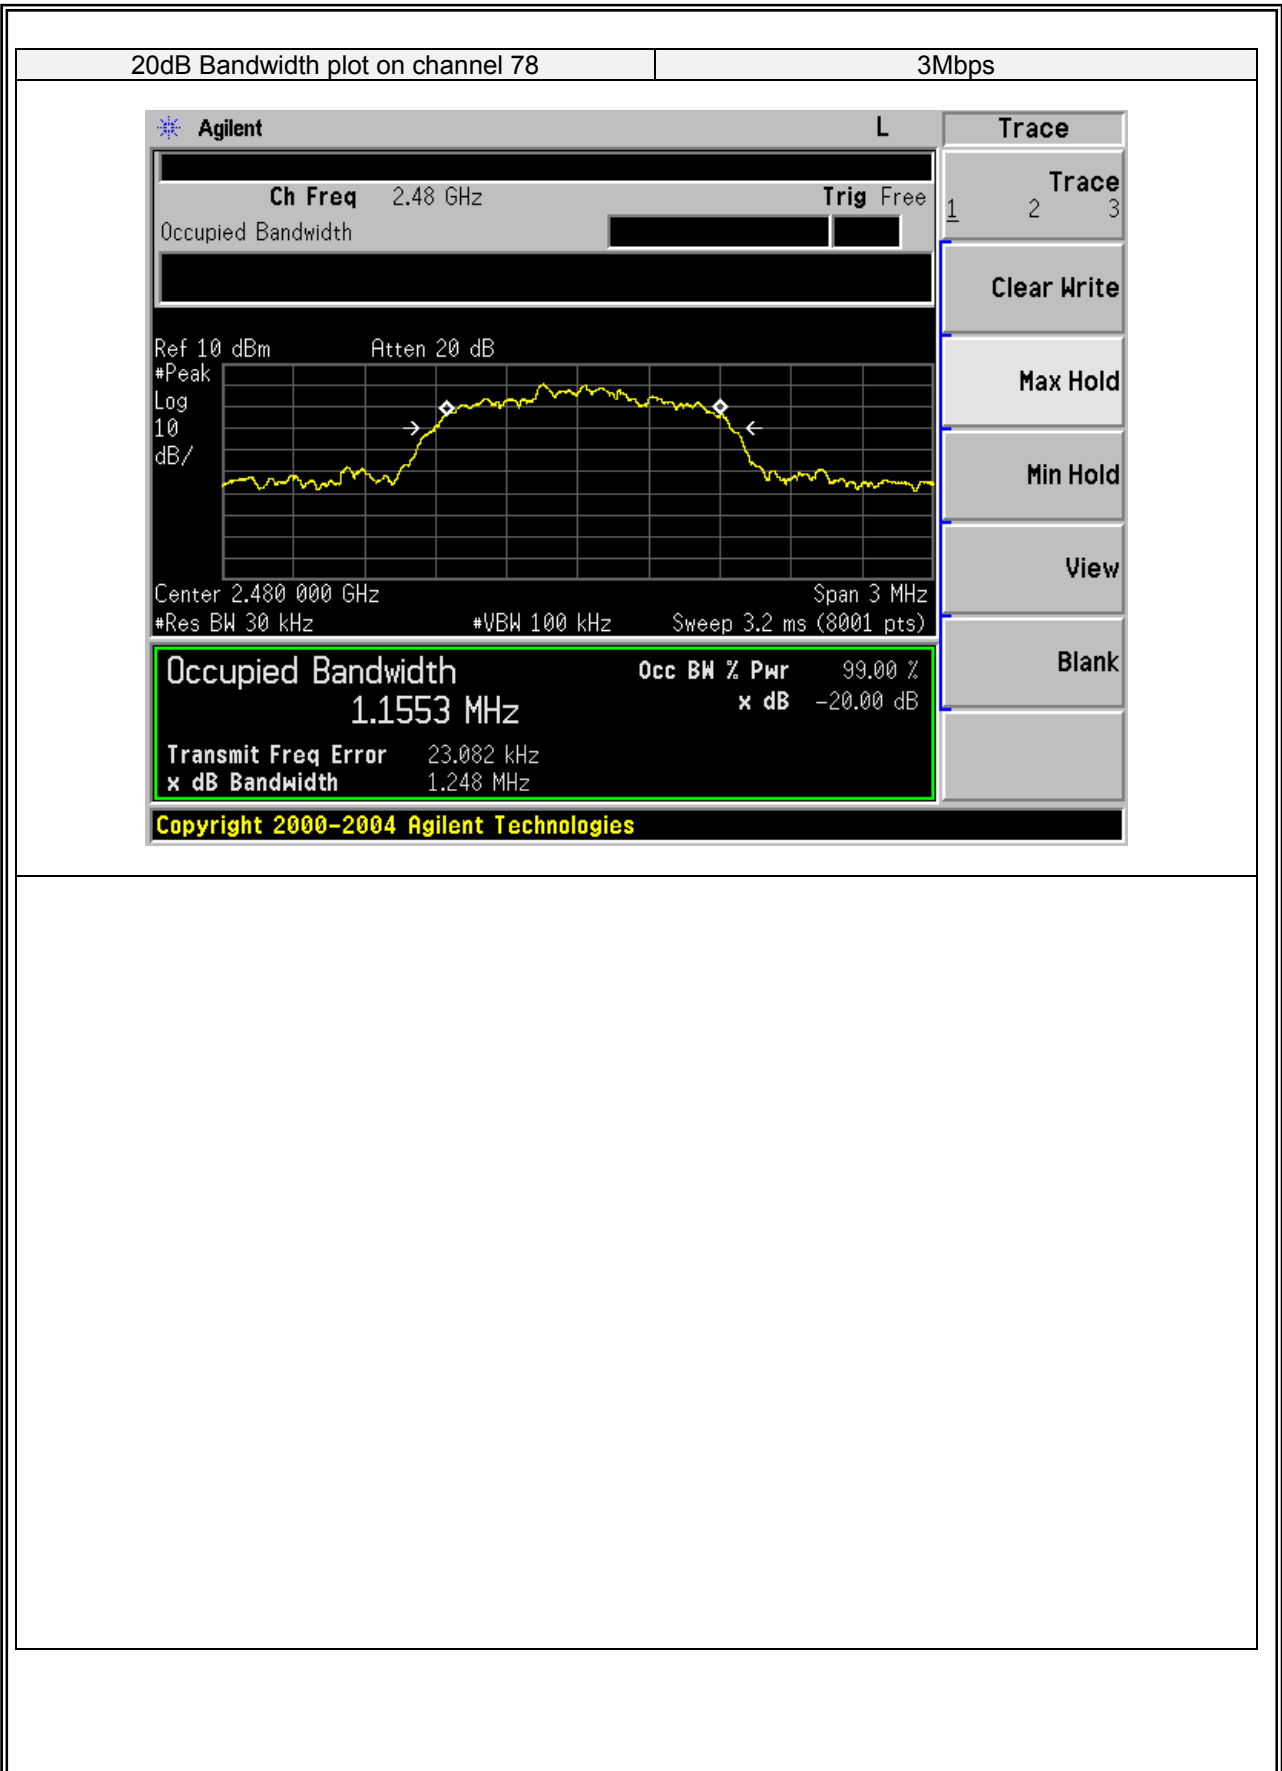 20dB Bandwidth plot on channel 78 3Mbps
Agilent L Trace
Ch Freq 2.48 GHz Trig Free
Occupied Bandwidth
Trace
1 2 3
Clear Write
Max Hold
Min Hold
View
Blank
Ref 10 dBm Atten 20 dB
#Peak
Log
10
dB/
Center 2.480 000 GHz Span 3 MHz
#Res BW 30 kHz #VBW 100 kHz Sweep 3.2 ms (8001 pts)
Occupied Bandwidth Occ BW % Pwr 99.00 %
1.1553 MHz x dB -20.00 dB
Transmit Freq Error 23.082 kHz
x dB Bandwidth 1.248 MHz
Copyright 2000-2004 Agilent Technologies